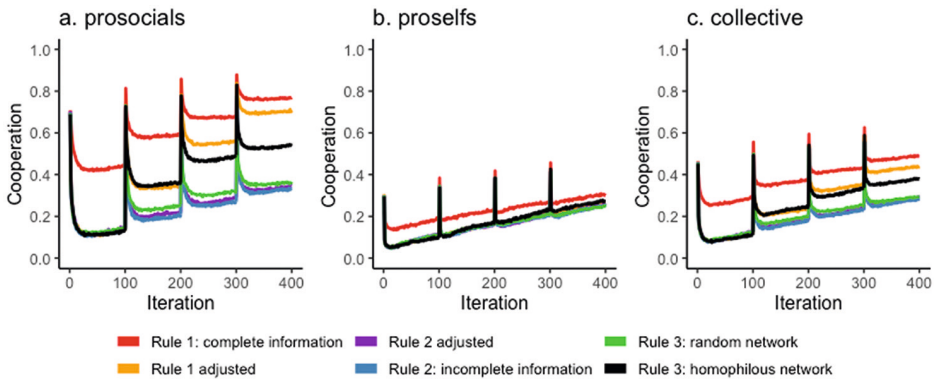 a. prosocials
b. proselfs
c. collective
1.0
0.8
0.6
0.4
0.2
0.0
Cooperation
0 100 200 300 400
Iteration
1.0
0.8
0.6
0.4
0.2
0.0
Cooperation
0 100 200 300 400
Iteration
1.0
0.8
0.6
0.4
0.2
0.0
Cooperation
0 100 200 300 400
Iteration
Rule 1: complete information
Rule 2 adjusted
Rule 3: random network
Rule 1 adjusted
Rule 2: incomplete information
Rule 3: homophilous network